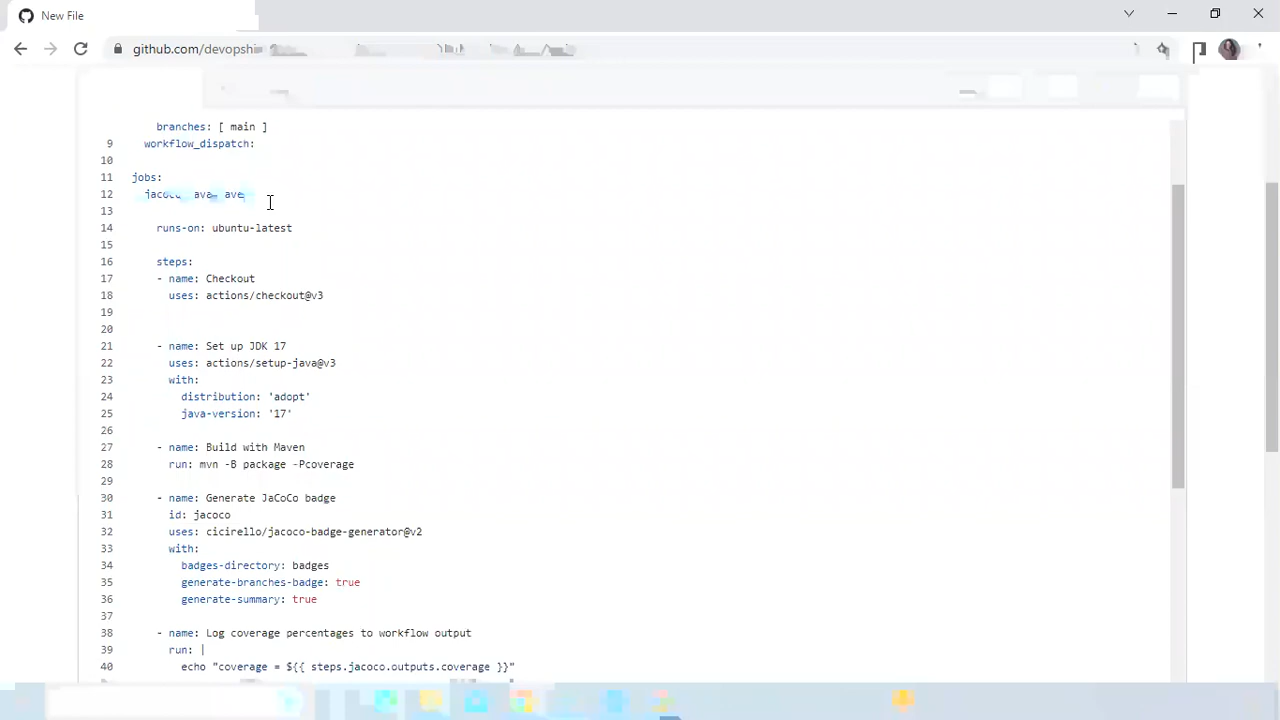 New File
github.com/devopshi
branches: [ main ]
9 workflow_dispatch:
10
11 jobs:
12
13
14 runs-on: ubuntu-latest
15
16 steps:
17 - name: Checkout
18 uses: actions/checkout@v3
19
20
21 - name: Set up JDK 17
22 uses: actions/setup-java@v3
23 with:
24 distribution: 'adopt'
25 java-version: '17'
26
27 - name: Build with Maven
28 run: mvn -B package -Pcoverage
29
30 - name: Generate JaCoCo badge
31 id: jacoco
32 uses: cicirello/jacoco-badge-generator@v2
33 with:
34 badges-directory: badges
35 generate-branches-badge: true
36 generate-summary: true
37
38 - name: Log coverage percentages to workflow output
39 run: |
40 echo "coverage = ${{ steps.jacoco.outputs.coverage }}"